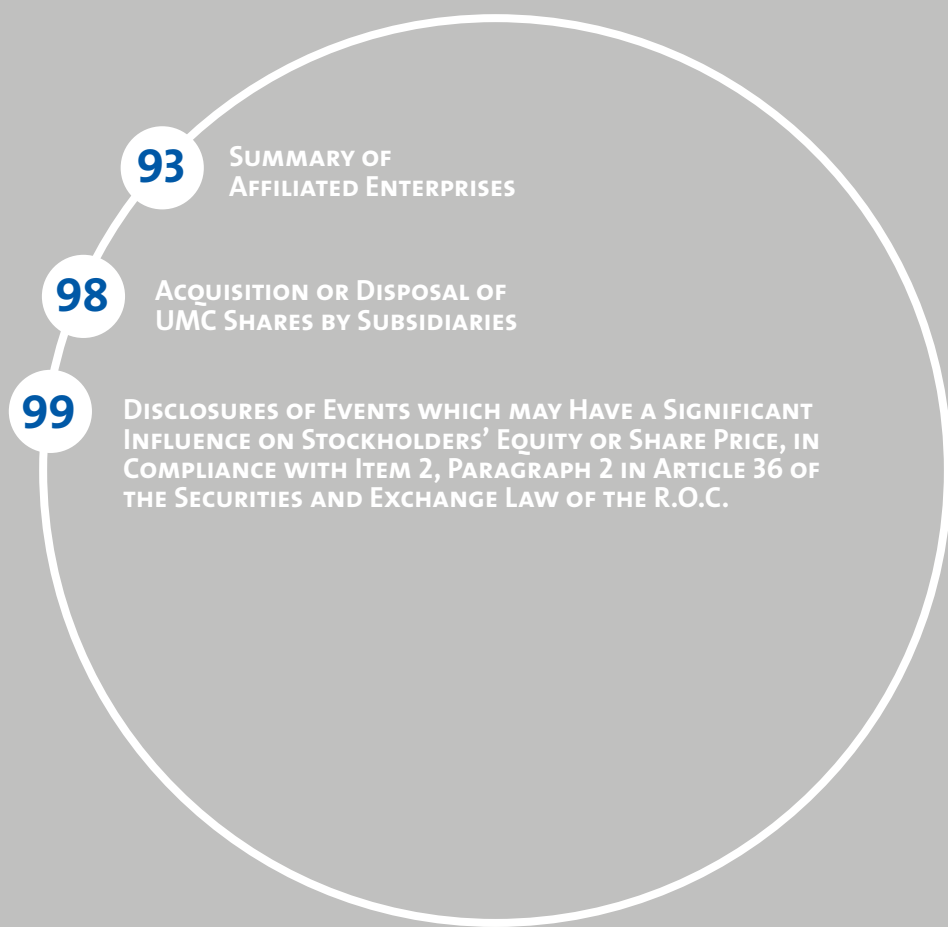 93
Summary of
Affiliated Enterprises
98
Acquisition or Disposal of
UMC Shares by Subsidiaries
99
Disclosures of Events which may Have a Significant
Influence on Stockholders’ Equity or Share Price, in
Compliance with Item 2, Paragraph 2 in Article 36 of
the Securities and Exchange Law of the R.O.C.